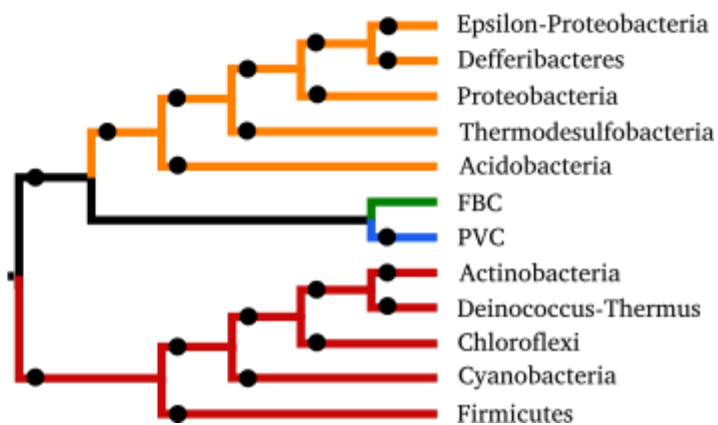 Epsilon-Proteobacteria
Defferibacteres
Proteobacteria
Thermodesulfobacteria
Acidobacteria
FBC
PVC
Actinobacteria
Deinococcus-Thermus
Chloroflexi
Cyanobacteria
Firmicutes